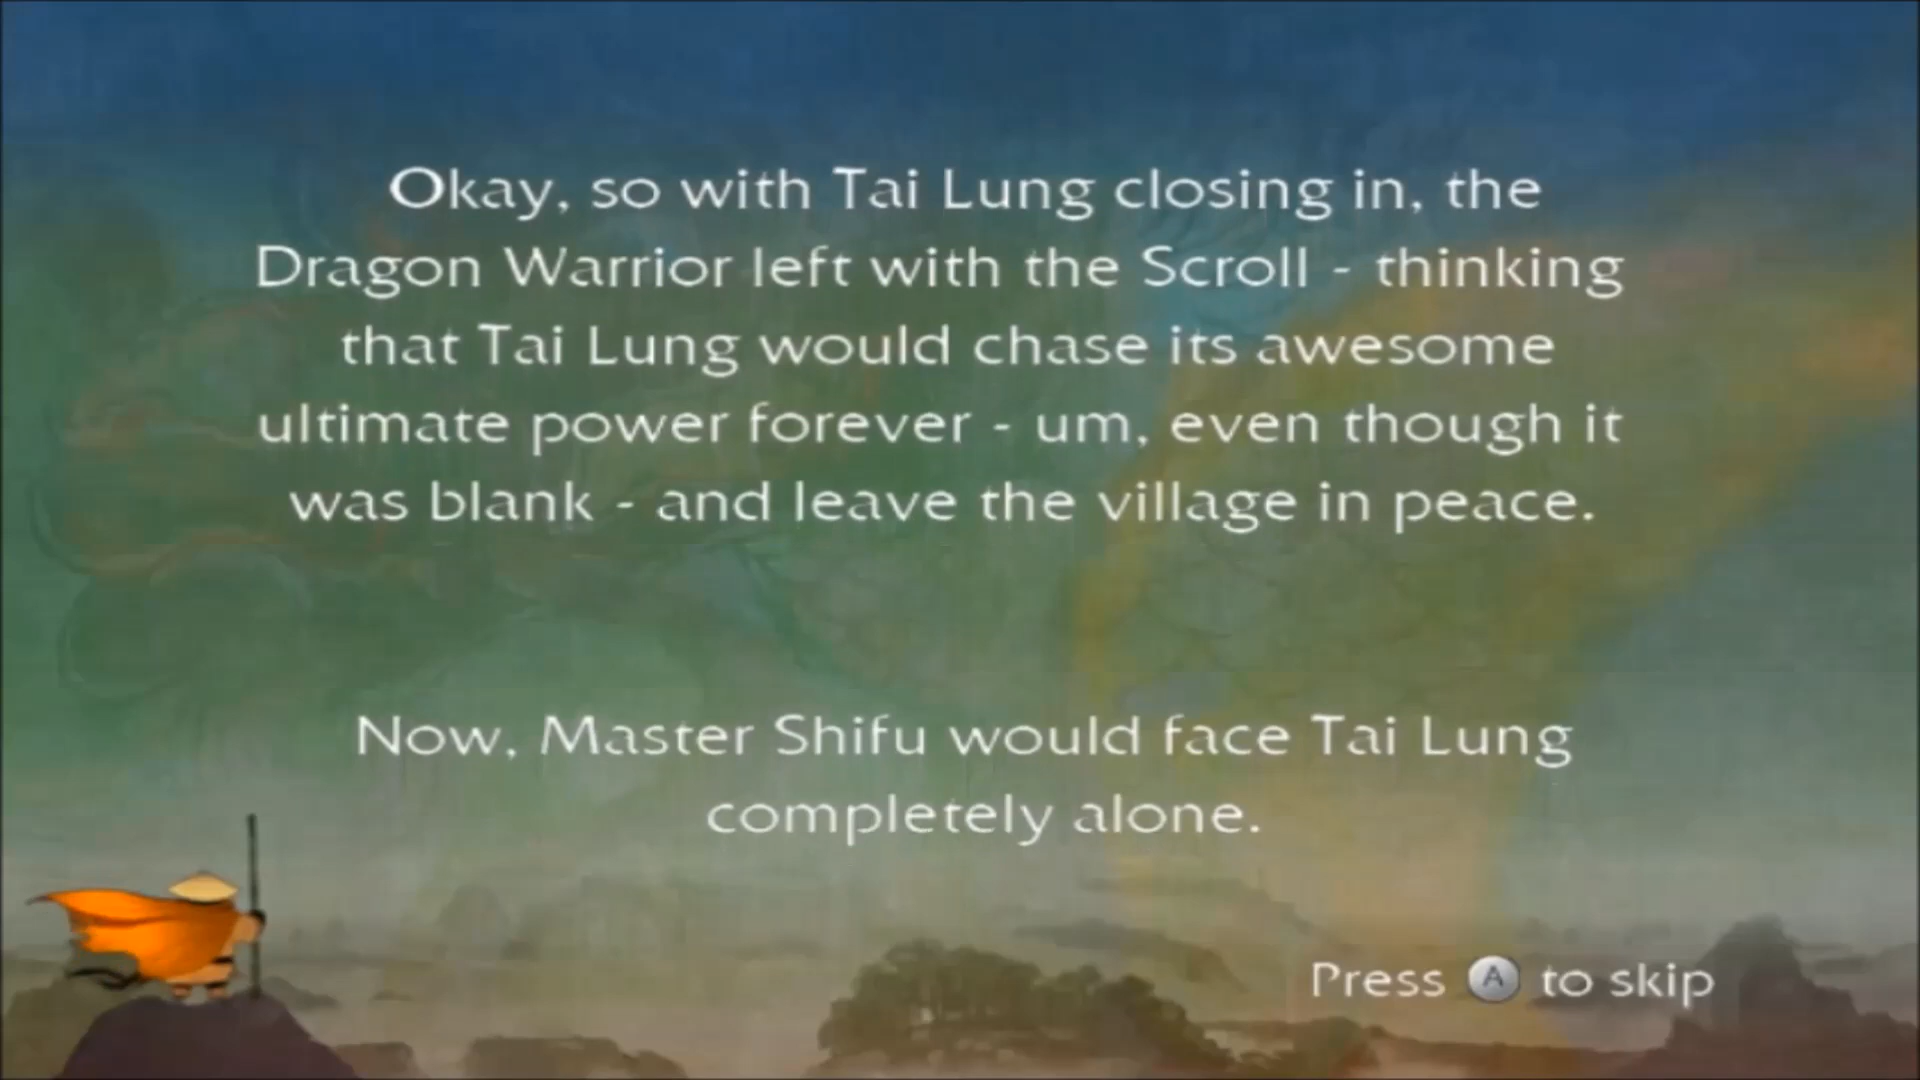 Okay, so with Tai Lung closing in, the
Dragon Warrior left with the Scroll - thinking
that Tai Lung would chase its awesome
ultimate power forever - um, even though it
was blank - and leave the village in peace.
Now, Master Shifu would face Tai Lung
completely alone.
Press A to skip